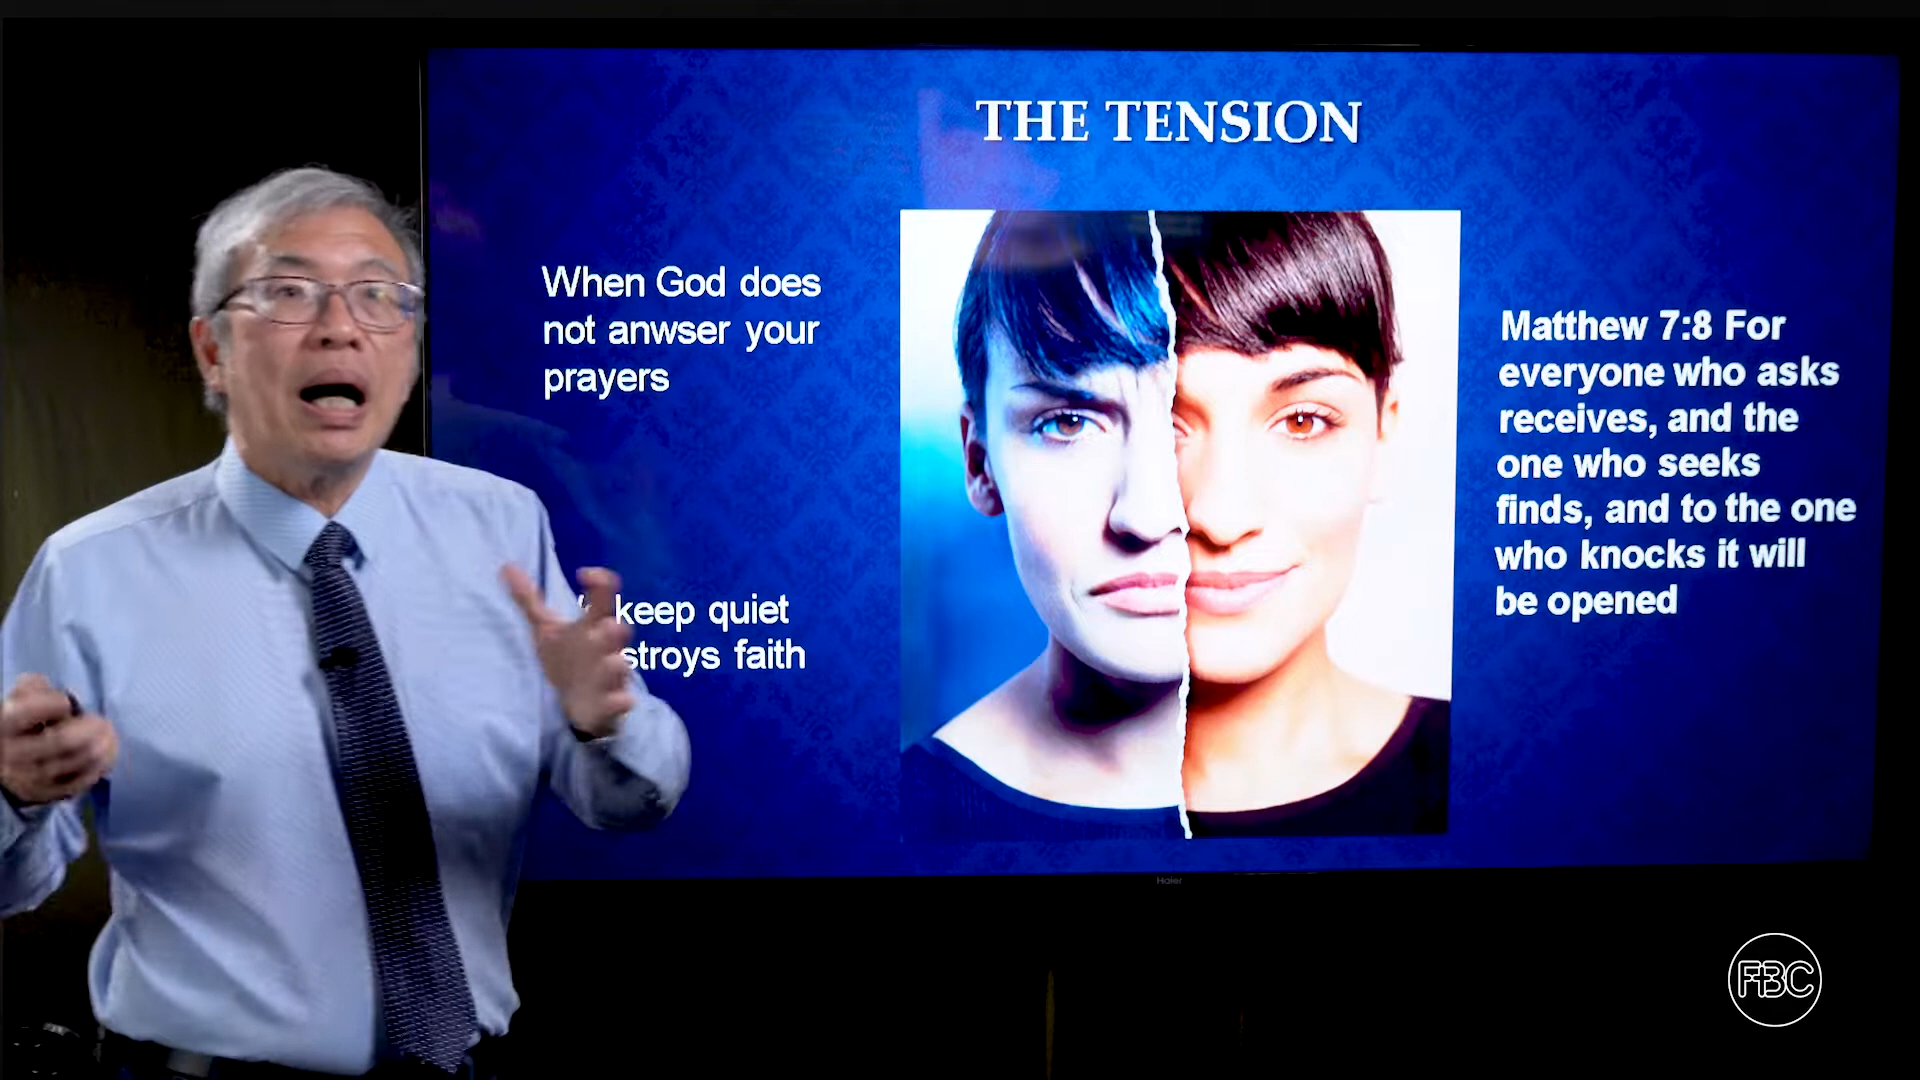 THE TENSION
When God does
not anwser your
prayers
keep quiet
stroys faith
Matthew 7:8 For
everyone who asks
receives, and the
one who seeks
finds, and to the one
who knocks it will
be opened
Haier
FBC